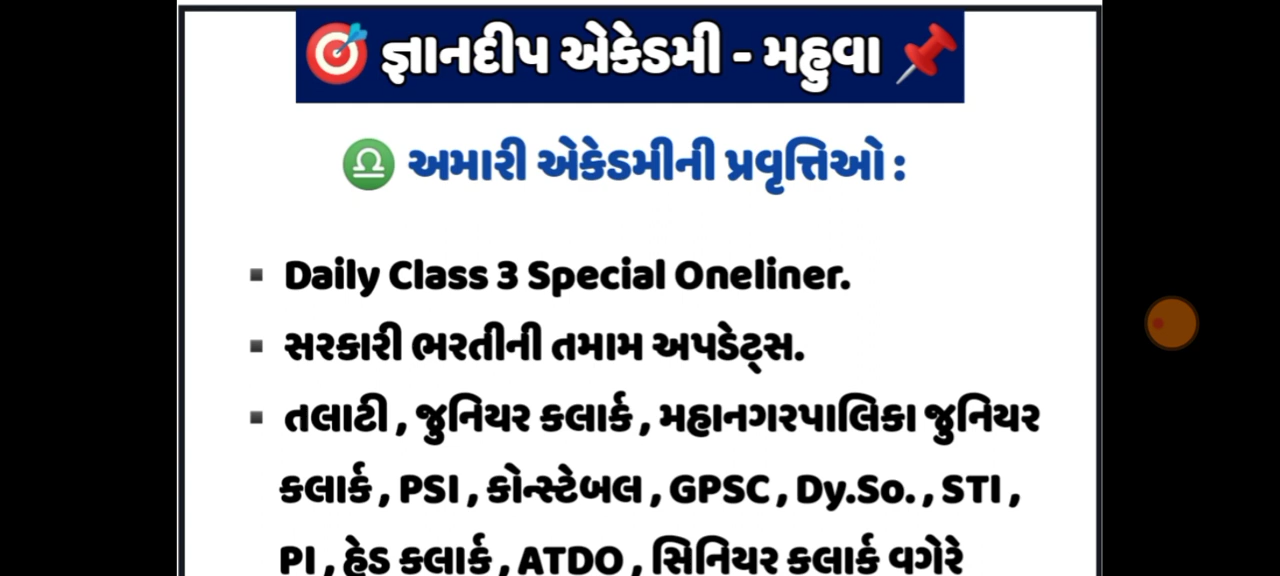 🎯 જ્ઞાનદીપ એકેડમી - મહુવા 📌
♎ અમારી એકેડમીની પ્રવૃત્તિઓ :
▪ Daily Class 3 Special Oneliner.
▪ સરકારી ભરતીની તમામ અપડેટ્સ.
▪ તલાટી , જુનિયર કલાર્ક , મહાનગરપાલિકા જુનિયર
કલાર્ક , PSI , કોન્સ્ટેબલ , GPSC , Dy.So. , STI ,
PI , હેડ કલાર્ક , ATDO , સિનિયર કલાર્ક વગેરે